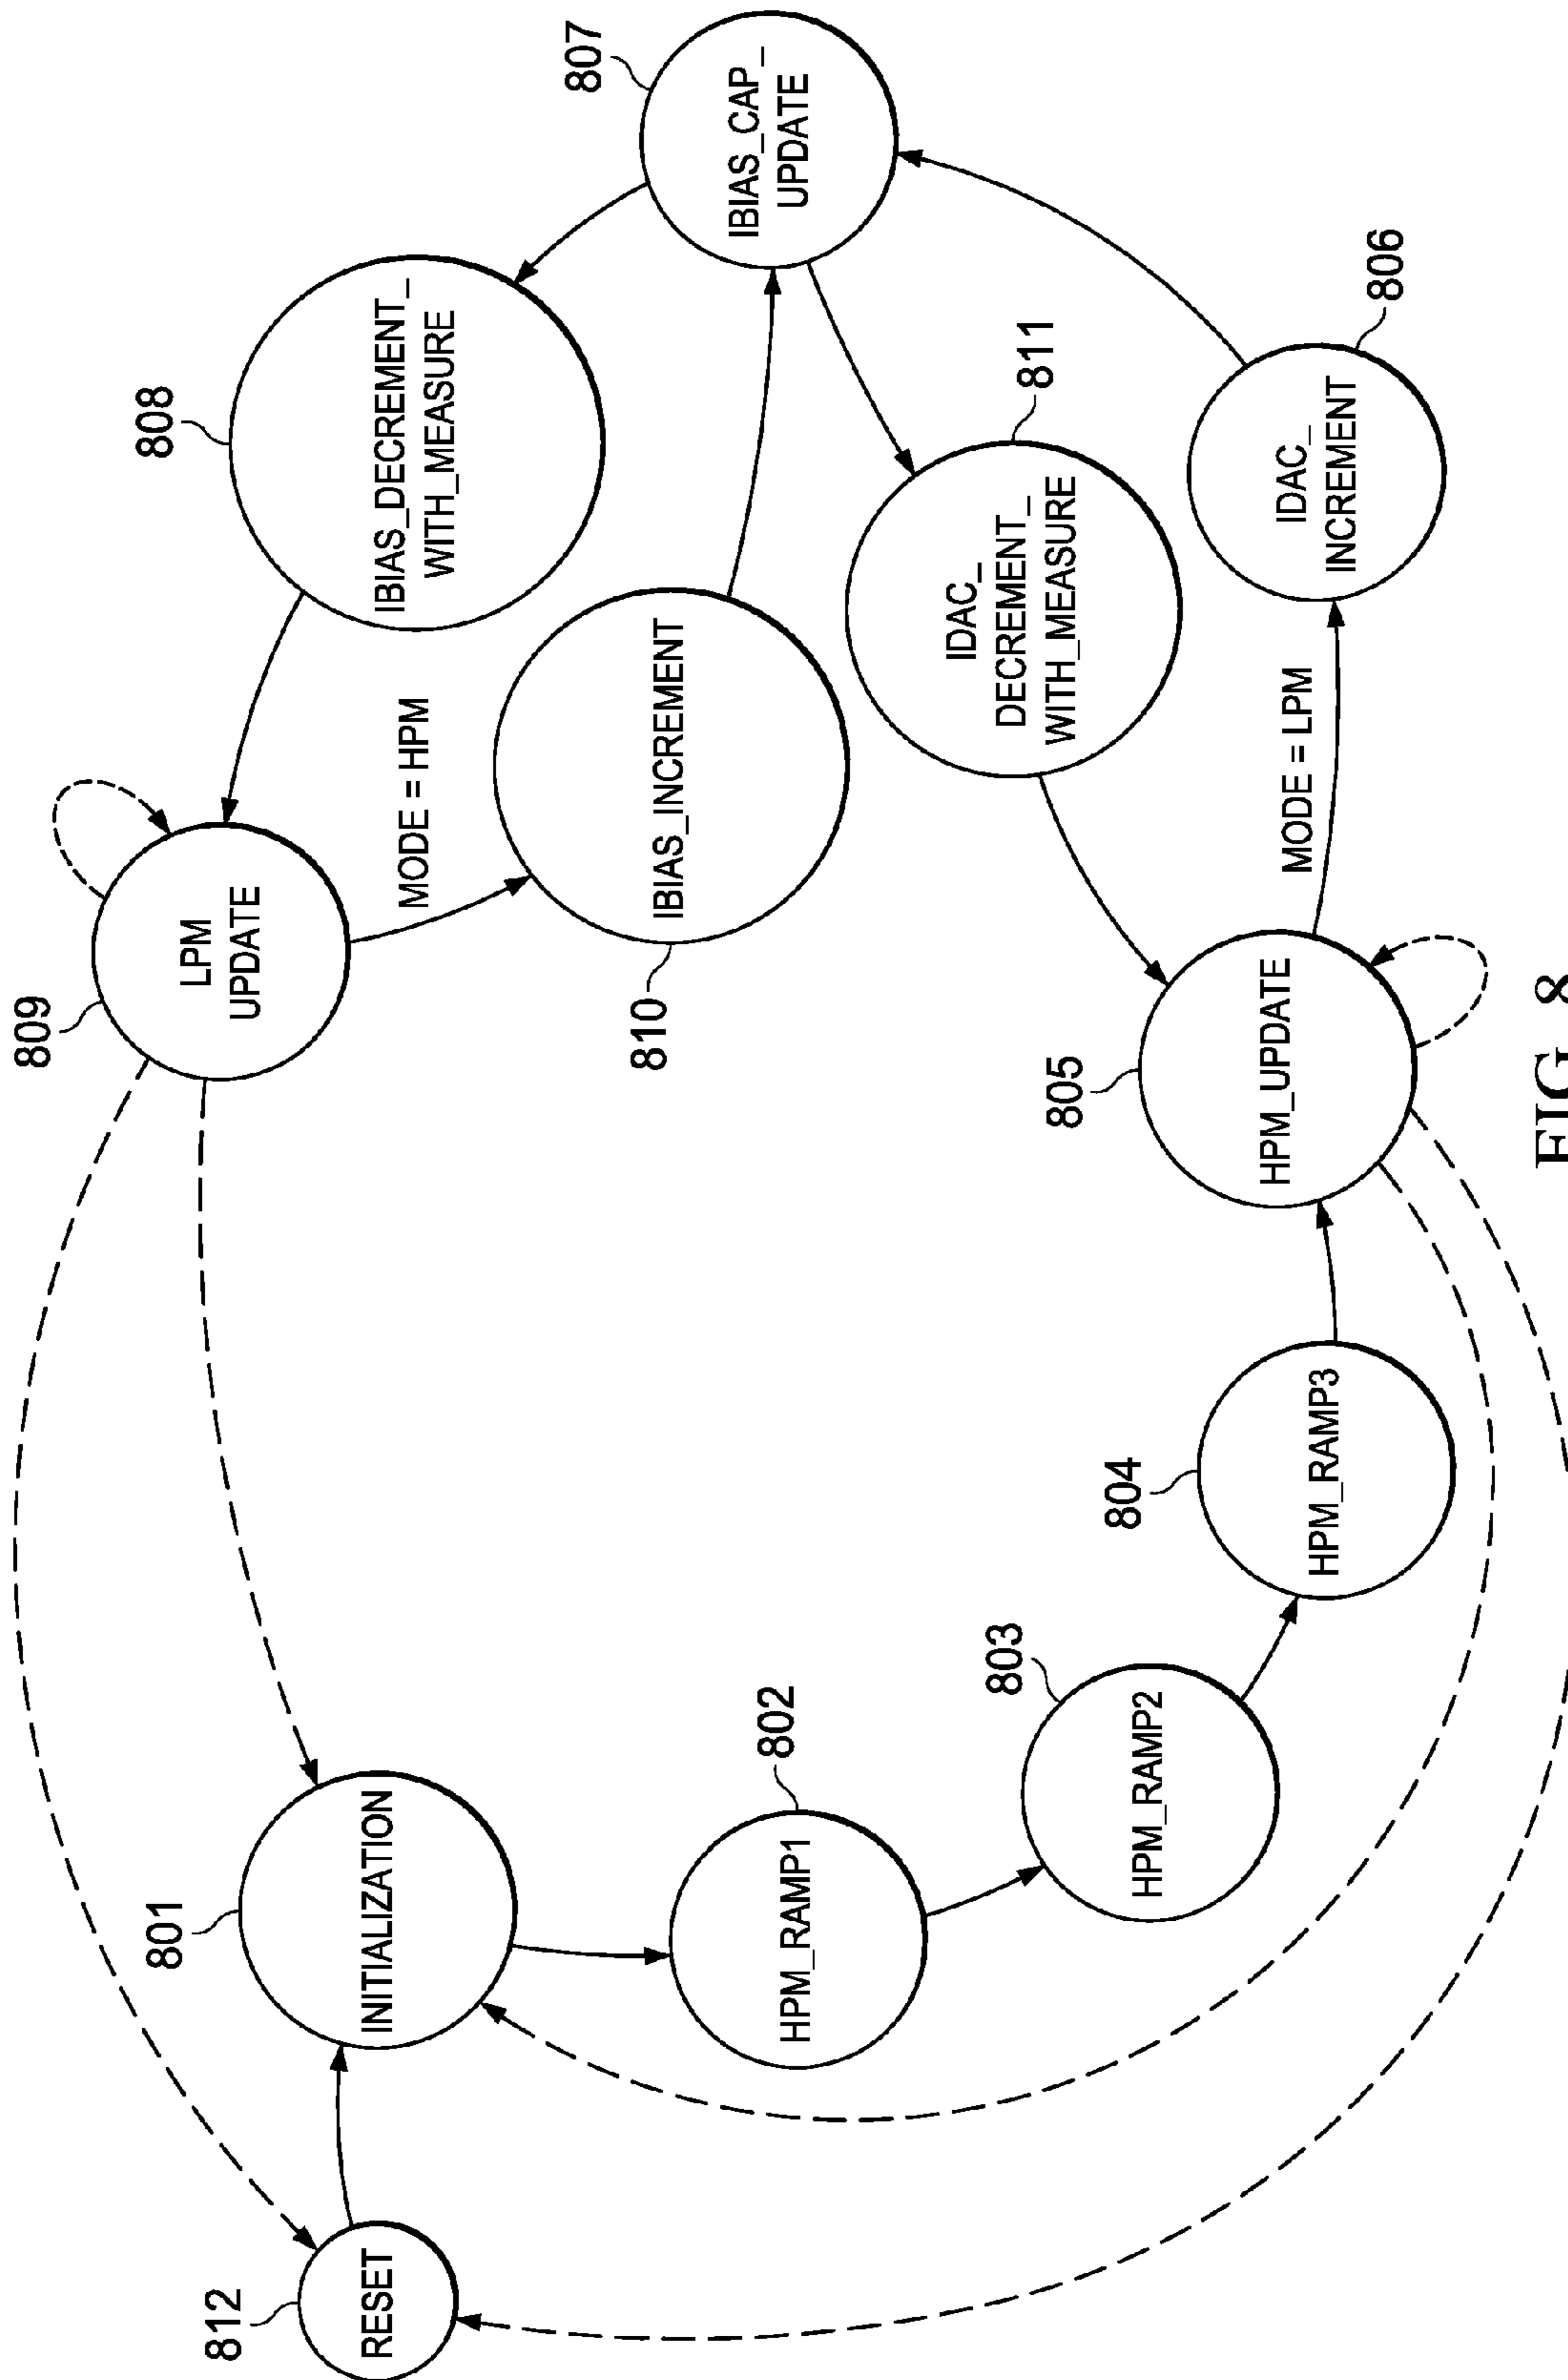 812
RESET
801
INITIALIZATION
802
HPM_RAMP1
803
HPM_RAMP2
804
HPM_RAMP3
805
HPM_UPDATE
MODE = LPM
806
IDAC_
INCREMENT
811
IDAC_
DECREMENT_
WITH_MEASURE
807
IBIAS_CAP_
UPDATE
808
IBIAS_DECREMENT_
WITH_MEASURE
809
LPM
UPDATE
MODE = HPM
810
IBIAS_INCREMENT
FIG. 8